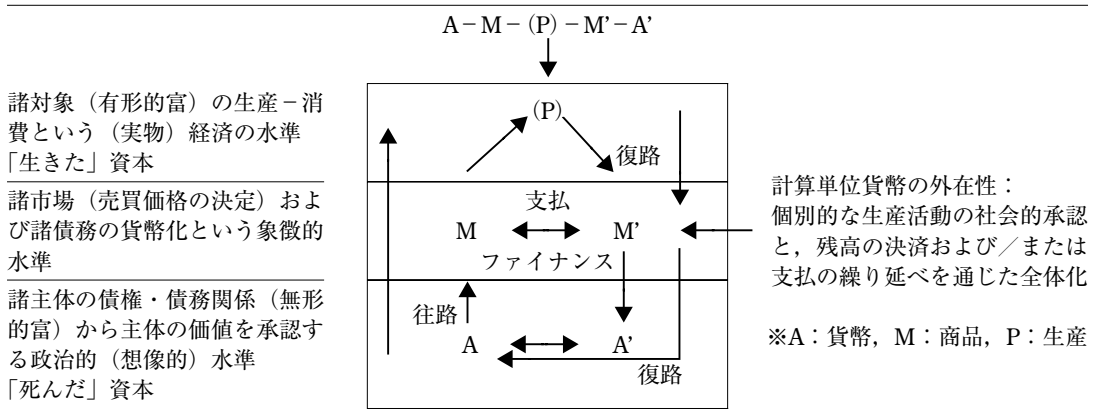 A－M－(P)－M’－A’
諸対象（有形的富）の生産－消
費という（実物）経済の水準
「生きた」資本
諸市場（売買価格の決定）およ
び諸債務の貨幣化という象徴的
水準
諸主体の債権・債務関係（無形
的富）から主体の価値を承認す
る政治的（想像的）水準
「死んだ」資本
(P)
復路
支払
M
M’
ファイナンス
往路
A
A’
復路
計算単位貨幣の外在性：
個別的な生産活動の社会的承認
と，残高の決済および／または
支払の繰り延べを通じた全体化
※A：貨幣，M：商品，P：生産